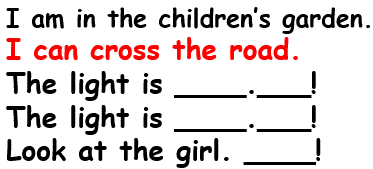 I am in the children's garden.
I can cross the road.
The light is ____.___!
The light is ____.___!
Look at the girl. ____!